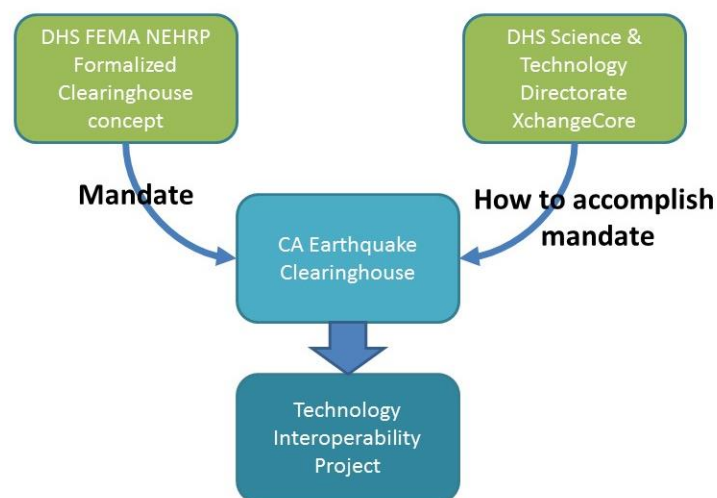 DHS FEMA NEHRP
Formalized
Clearinghouse
concept
DHS Science &
Technology
Directorate
XchangeCore
Mandate
How to accomplish
mandate
CA Earthquake
Clearinghouse
Technology
Interoperability
Project